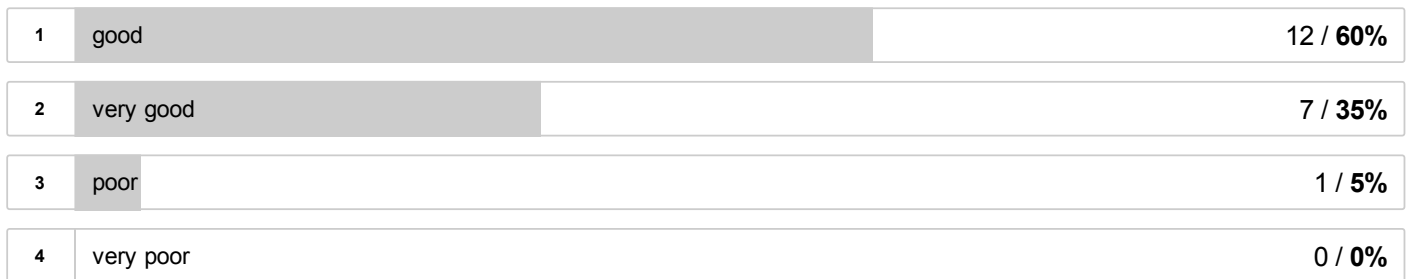 1 good 12 / 60%
2 very good 7 / 35%
3 poor 1 / 5%
4 very poor 0 / 0%